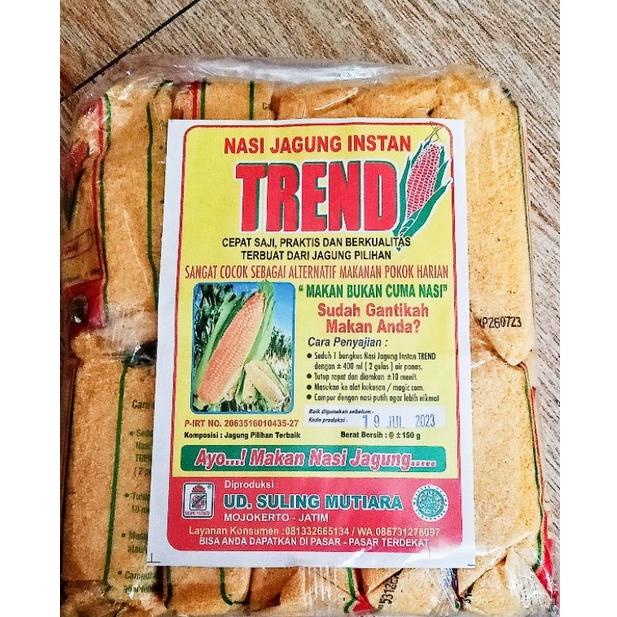 NASI JAGUNG INSTAN
TREND
CEPAT SAJI, PRAKTIS DAN BERKUALITAS
TERBUAT DARI JAGUNG PILIHAN
SANGAT COCOK SEBAGAI ALTERNATIF MAKANAN POKOK HARIAN
"MAKAN BUKAN CUMA NASI"
Sudah Gantikah
Makan Anda?
Cara Penyajian :
• Seduh 1 bungkus Nasi Jagung Instan TREND
dengan ± 400 ml ( 2 gelas ) air panas.
• Tutup rapat dan diamkan ±10 menit.
• Masukan ke alat kukusan / magic com.
• Campur dengan nasi putih agar lebih nikmat
Baik digunakan sebelum :
Kode produksi : 19 JUL 2023
P-IRT NO. 2063516010435-27
Komposisi : Jagung Pilihan Terbaik
Berat Bersih : @ ± 150 g
Ayo...! Makan Nasi Jagung.....
Diproduksi :
UD. SULING MUTIARA
MOJOKERTO - JATIM
Layanan Konsumen :081332665134 / WA.085731276097
BISA ANDA DAPATKAN DI PASAR - PASAR TERDEKAT
XP260723